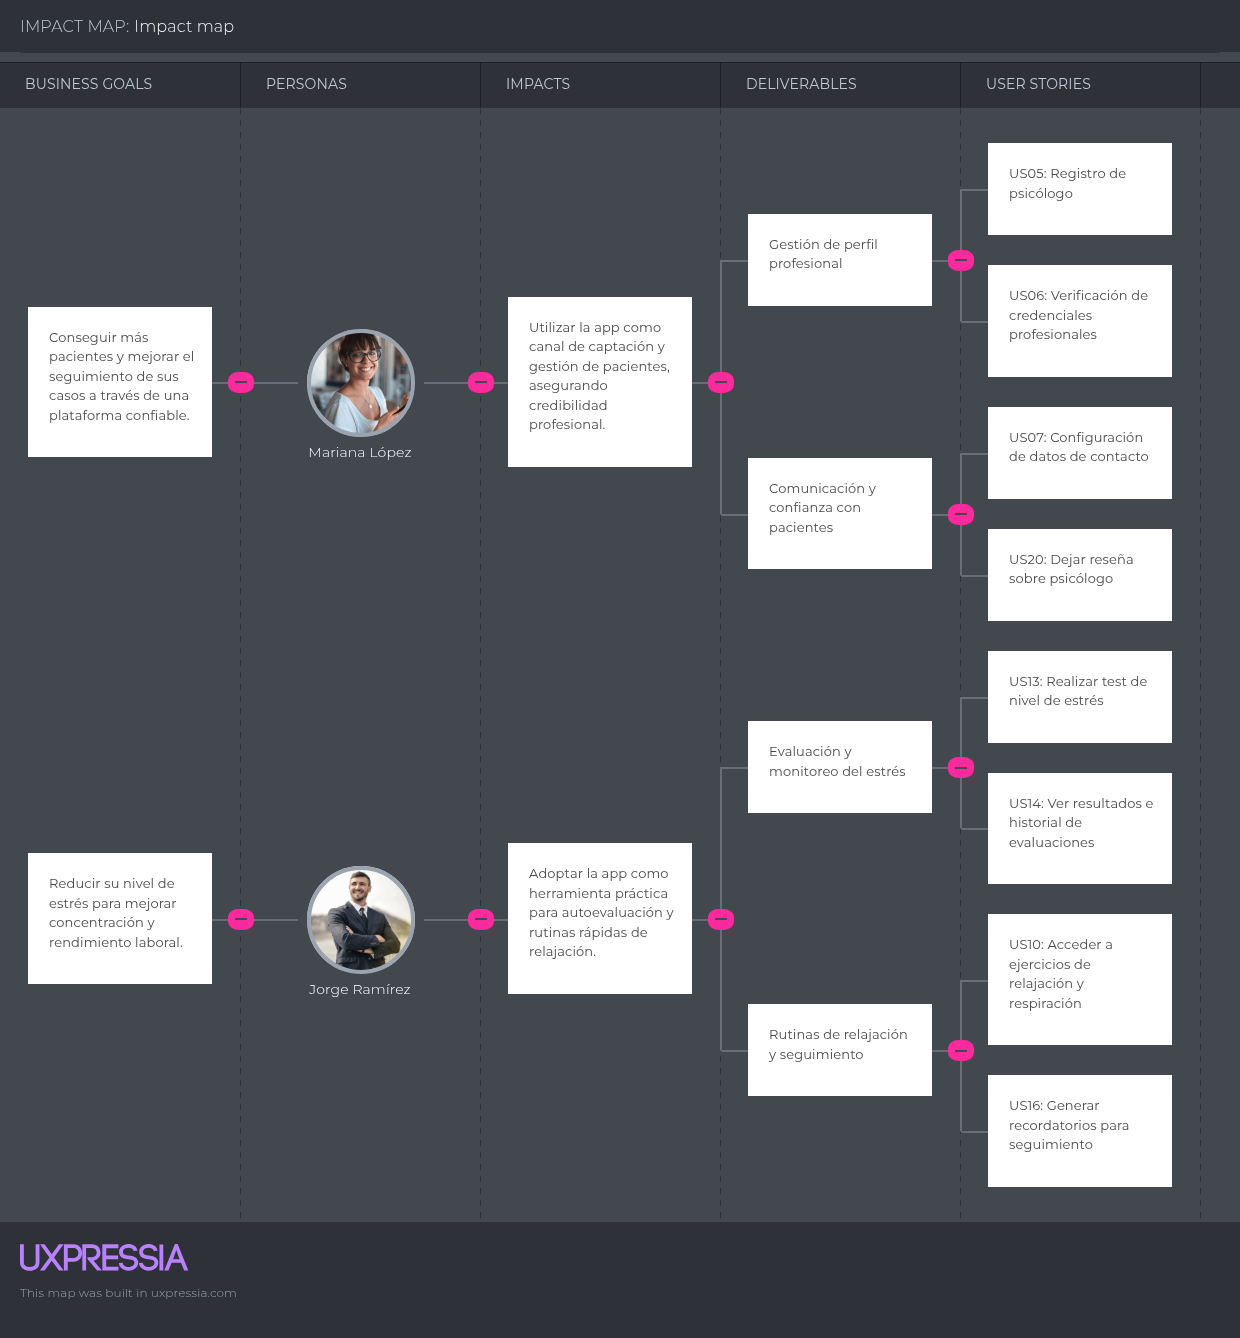 IMPACT MAP: Impact map
BUSINESS GOALS
PERSONAS
IMPACTS
DELIVERABLES
USER STORIES
Conseguir más
pacientes y mejorar el
seguimiento de sus
casos a través de una
plataforma confiable.
Mariana López
Utilizar la app como
canal de captación y
gestión de pacientes,
asegurando
credibilidad
profesional.
Gestión de perfil
profesional
US05: Registro de
psicólogo
US06: Verificación de
credenciales
profesionales
Comunicación y
confianza con
pacientes
US07: Configuración
de datos de contacto
US20: Dejar reseña
sobre psicólogo
Reducir su nivel de
estrés para mejorar
concentración y
rendimiento laboral.
Jorge Ramírez
Adoptar la app como
herramienta práctica
para autoevaluación y
rutinas rápidas de
relajación.
Evaluación y
monitoreo del estrés
US13: Realizar test de
nivel de estrés
US14: Ver resultados e
historial de
evaluaciones
Rutinas de relajación
y seguimiento
US10: Acceder a
ejercicios de
relajación y
respiración
US16: Generar
recordatorios para
seguimiento
UXPRESSIA
This map was built in uxpressia.com